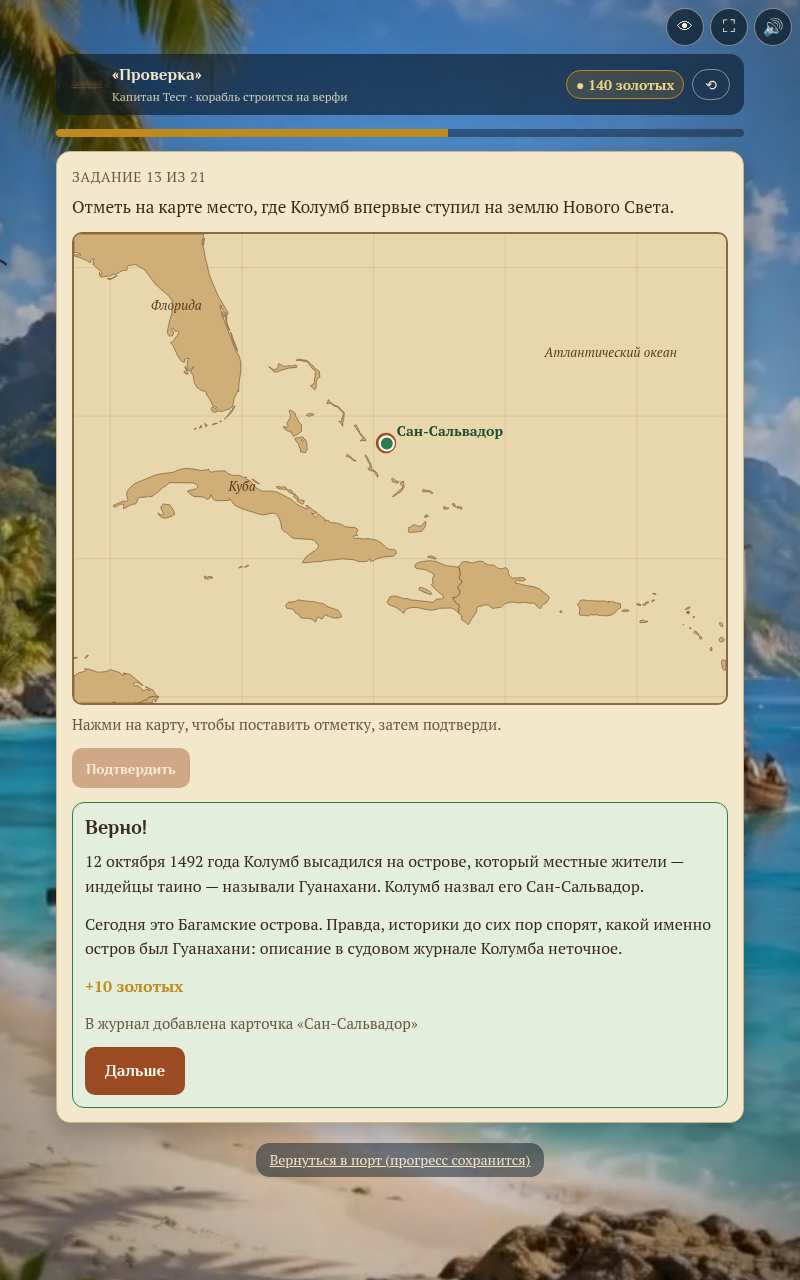 «Проверка»
Капитан Тест · корабль строится на верфи
● 140 золотых
ЗАДАНИЕ 13 ИЗ 21
Отметь на карте место, где Колумб впервые ступил на землю Нового Света.
Флорида
Атлантический океан
Сан-Сальвадор
Куба
Нажми на карту, чтобы поставить отметку, затем подтверди.
Подтвердить
Верно!
12 октября 1492 года Колумб высадился на острове, который местные жители —
индейцы таино — называли Гуанахани. Колумб назвал его Сан-Сальвадор.
Сегодня это Багамские острова. Правда, историки до сих пор спорят, какой именно
остров был Гуанахани: описание в судовом журнале Колумба неточное.
+10 золотых
В журнал добавлена карточка «Сан-Сальвадор»
Дальше
Вернуться в порт (прогресс сохранится)